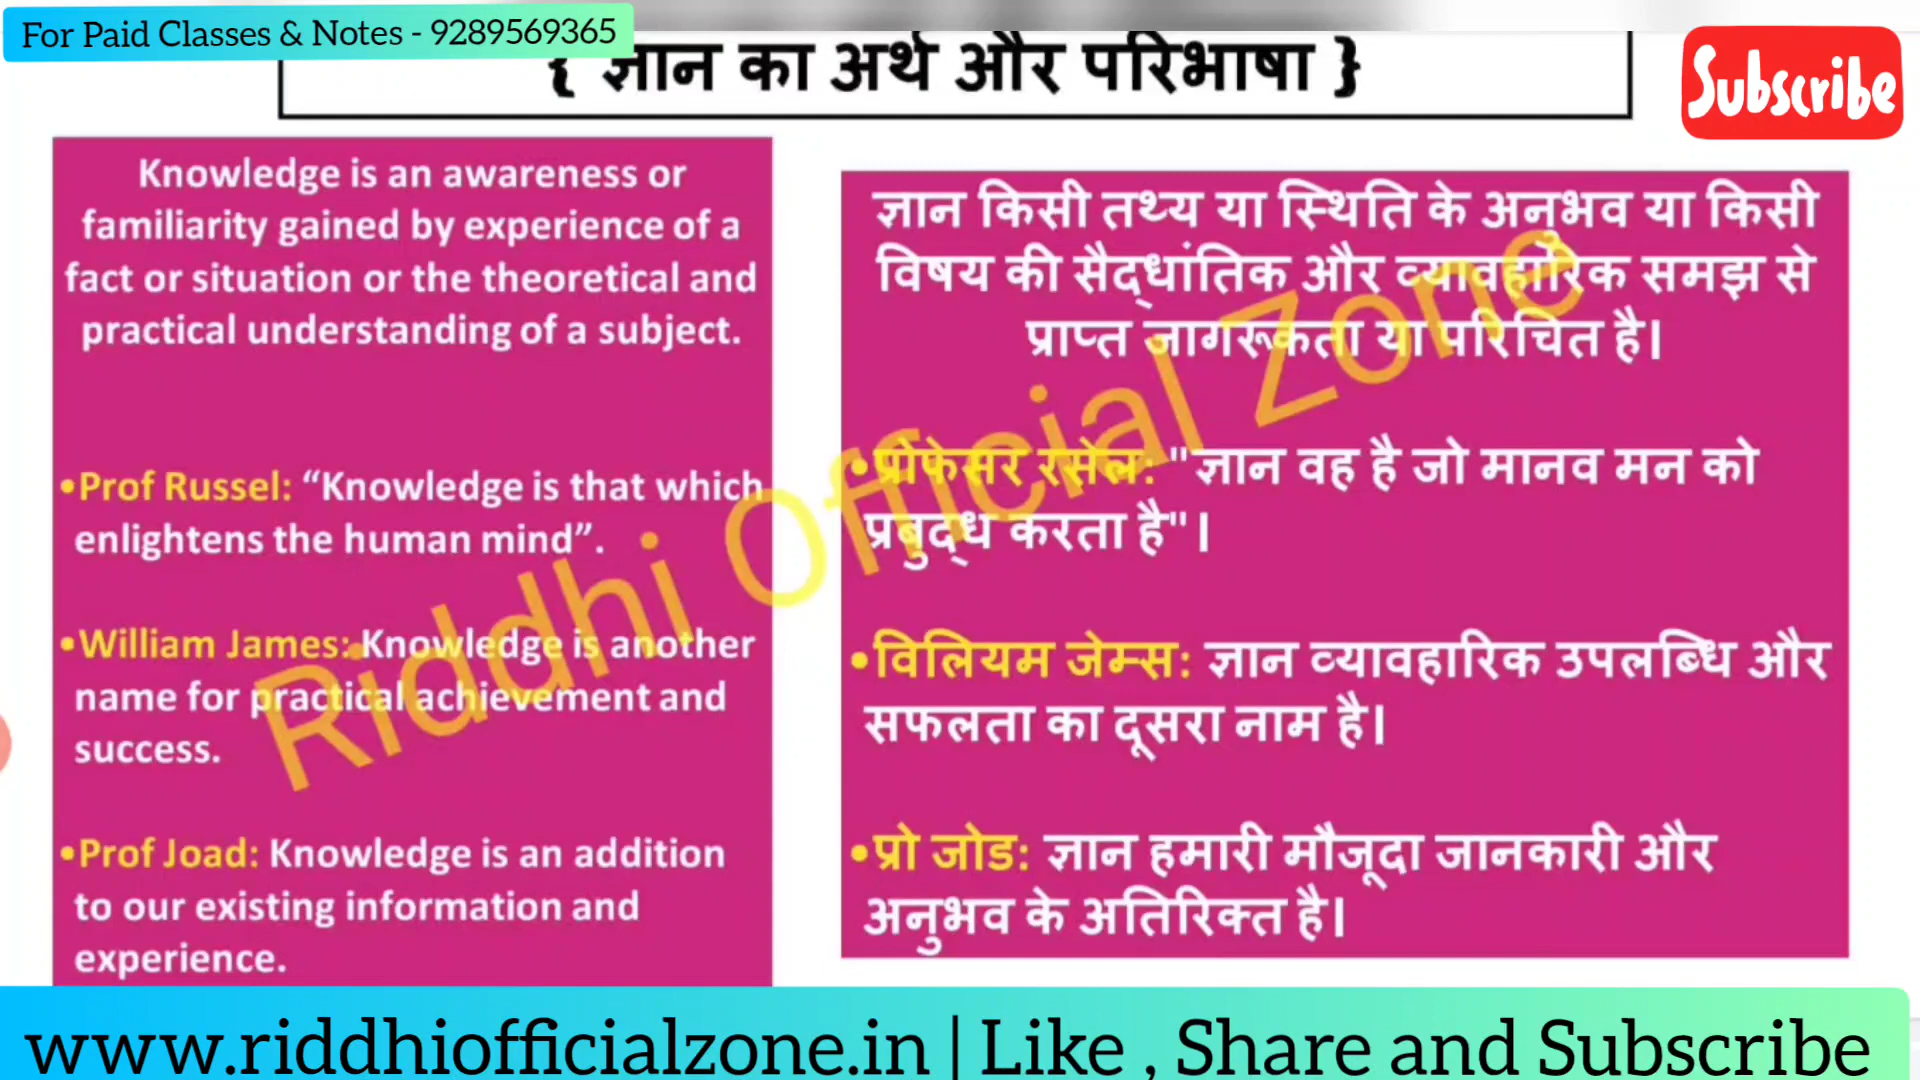 For Paid Classes & Notes - 9289569365
{ ज्ञान का अर्थ और परिभाषा }
Subscribe
Knowledge is an awareness or
familiarity gained by experience of a
fact or situation or the theoretical and
practical understanding of a subject.
•Prof Russel: “Knowledge is that which
enlightens the human mind”.
•William James: Knowledge is another
name for practical achievement and
success.
•Prof Joad: Knowledge is an addition
to our existing information and
experience.
ज्ञान किसी तथ्य या स्थिति के अनुभव या किसी
विषय की सैद्धांतिक और व्यावहारिक समझ से
प्राप्त जागरूकता या परिचित है।
•प्रोफेसर रसेल: "ज्ञान वह है जो मानव मन को
प्रबुद्ध करता है"।
•विलियम जेम्स: ज्ञान व्यावहारिक उपलब्धि और
सफलता का दूसरा नाम है।
•प्रो जोड: ज्ञान हमारी मौजूदा जानकारी और
अनुभव के अतिरिक्त है।
Riddhi Official Zone
www.riddhiofficialzone.in | Like , Share and Subscribe